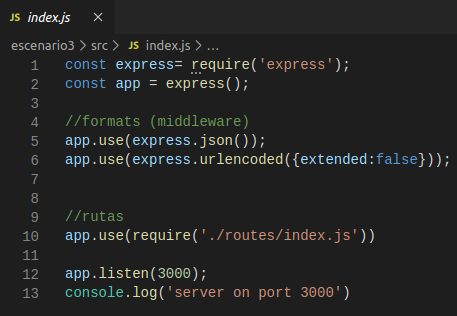 JS index.js ×
escenario3 > src > JS index.js > ...
1 const express= require('express');
2 const app = express();
3
4 //formats (middleware)
5 app.use(express.json());
6 app.use(express.urlencoded({extended:false}));
7
8
9 //rutas
10 app.use(require('./routes/index.js'))
11
12 app.listen(3000);
13 console.log('server on port 3000')